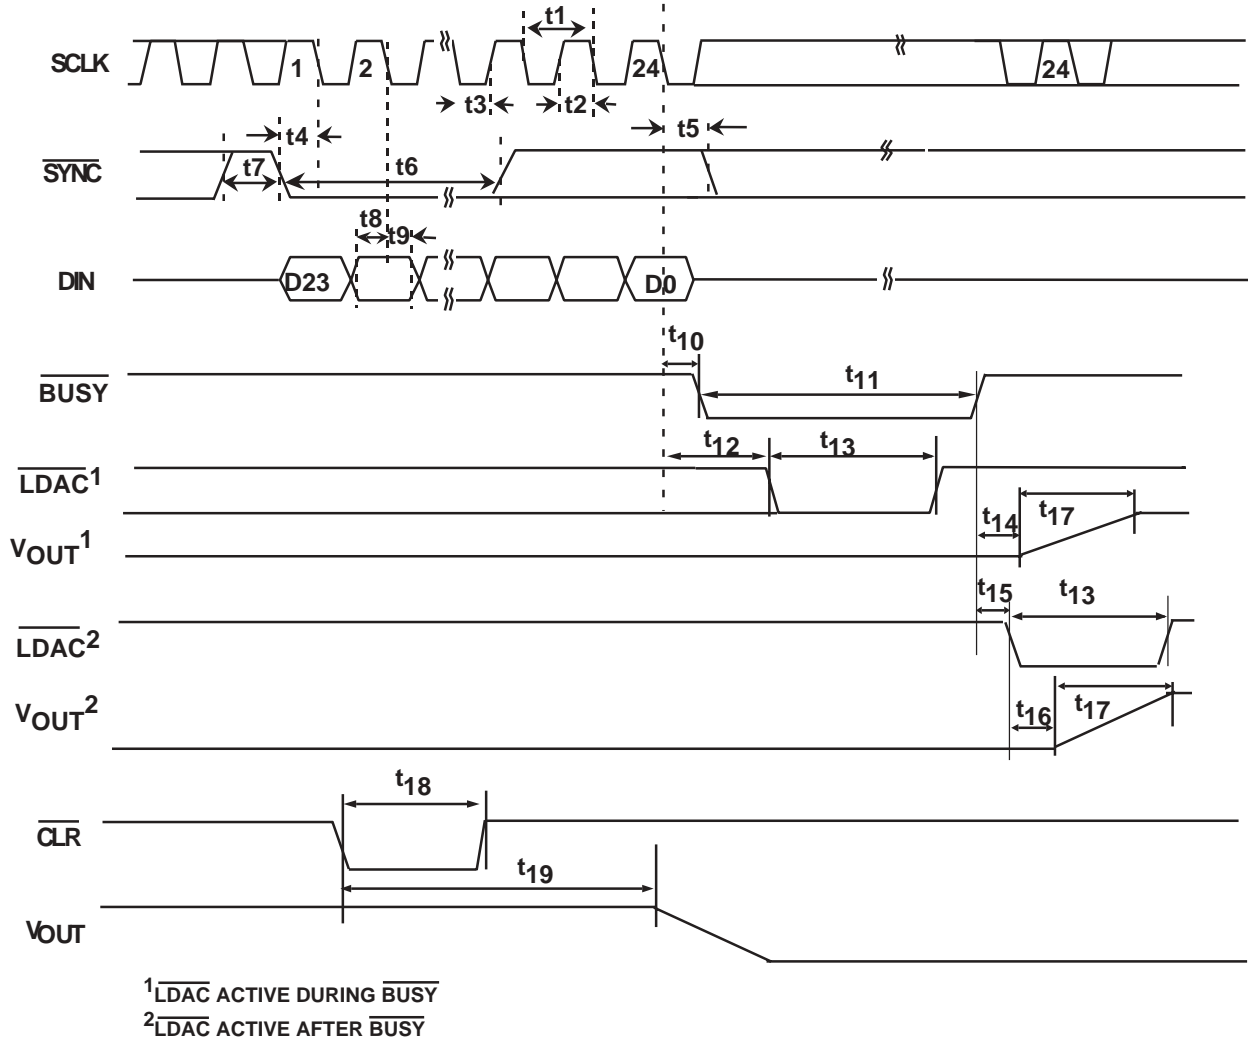 t1
SCLK 1 2 24 24
t3 t2
t4 t5
SYNC t7 t6
t8 t9
DIN D23 D0
t10
BUSY t11
t12 t13
LDAC1
t14 t17
VOUT1
t15 t13
LDAC2
VOUT2 t16 t17
t18
CLR
t19
VOUT
1LDAC ACTIVE DURING BUSY
2LDAC ACTIVE AFTER BUSY